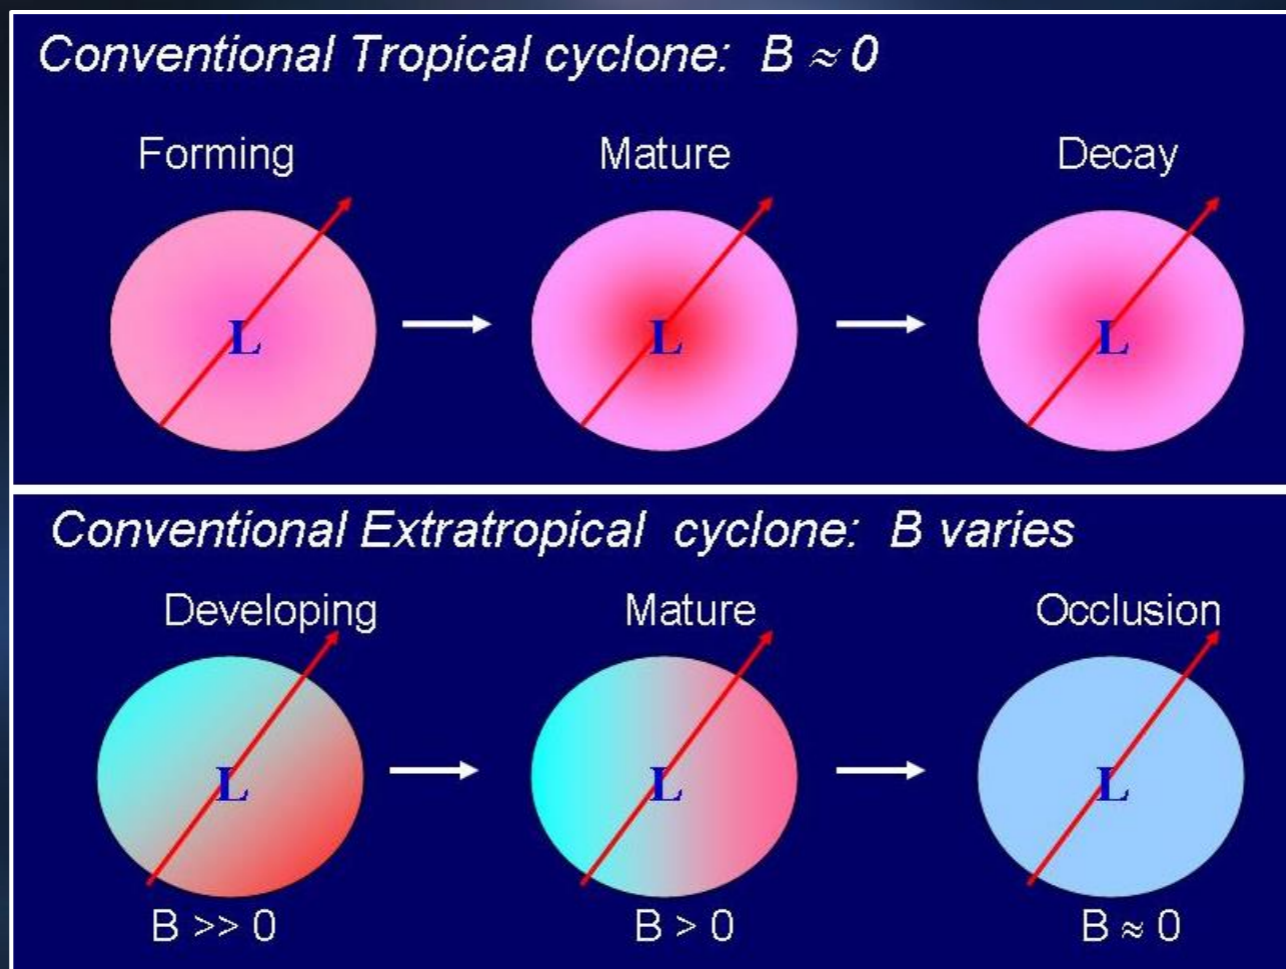 Conventional Tropical cyclone: B ≈ 0
Forming Mature Decay
L L L
Conventional Extratropical cyclone: B varies
Developing Mature Occlusion
L L L
B >> 0 B > 0 B ≈ 0